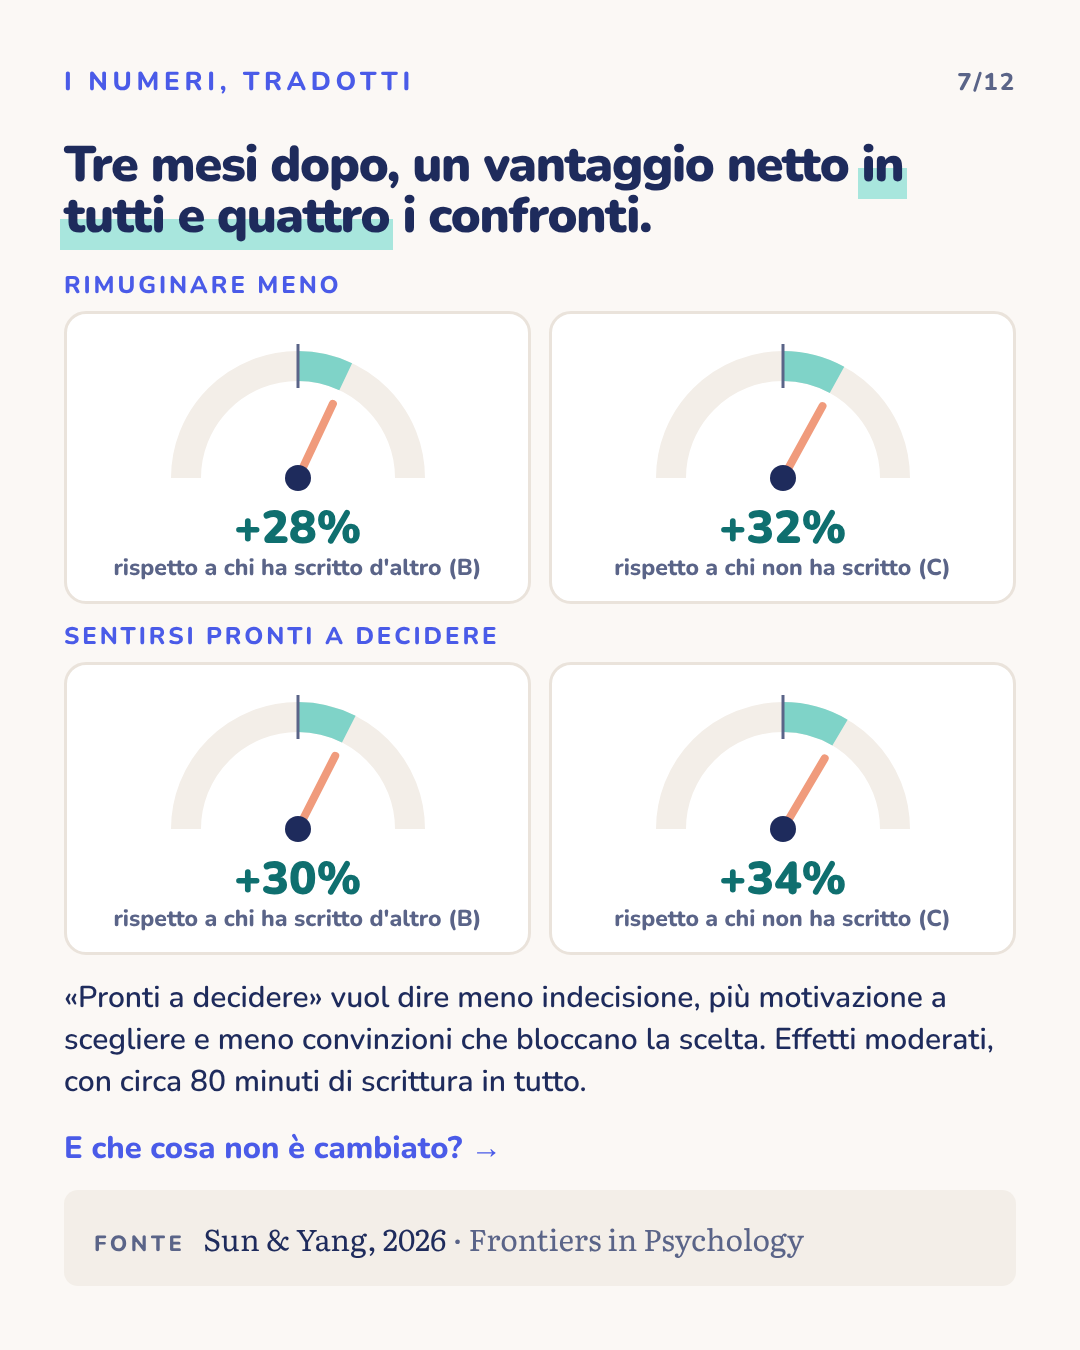 I NUMERI, TRADOTTI
7/12
Tre mesi dopo, un vantaggio netto in
tutti e quattro i confronti.
RIMUGINARE MENO
+28%
rispetto a chi ha scritto d'altro (B)
+32%
rispetto a chi non ha scritto (C)
SENTIRSI PRONTI A DECIDERE
+30%
rispetto a chi ha scritto d'altro (B)
+34%
rispetto a chi non ha scritto (C)
«Pronti a decidere» vuol dire meno indecisione, più motivazione a
scegliere e meno convinzioni che bloccano la scelta. Effetti moderati,
con circa 80 minuti di scrittura in tutto.
E che cosa non è cambiato? →
FONTE Sun & Yang, 2026 · Frontiers in Psychology